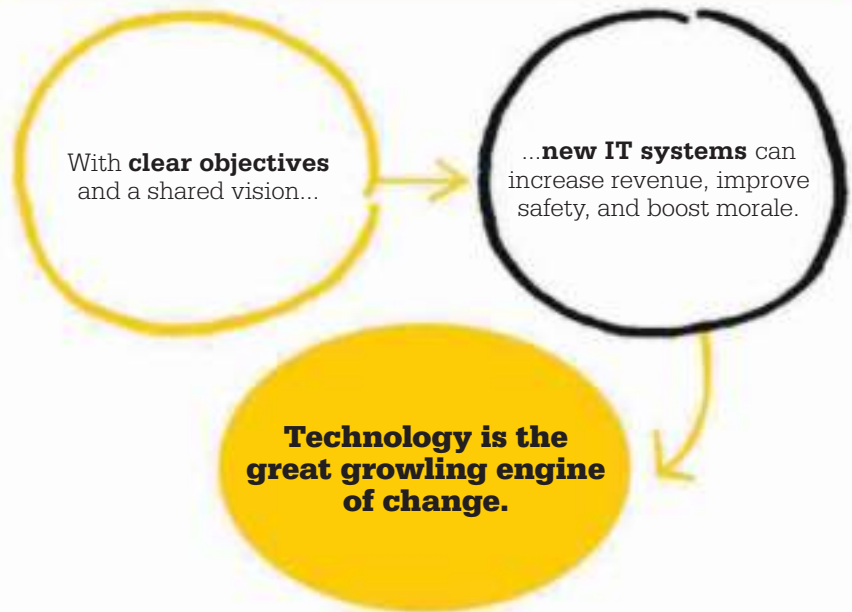 With clear objectives
and a shared vision...
...new IT systems can
increase revenue, improve
safety, and boost morale.
Technology is the
great growling engine
of change.